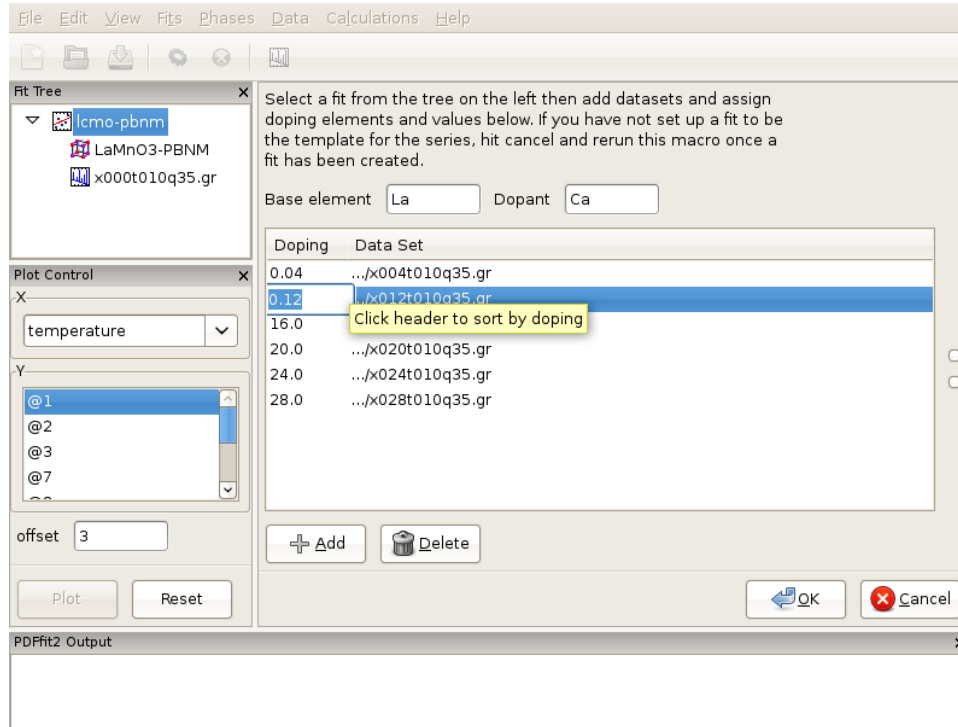 File Edit View Fits Phases Data Calculations Help
Fit Tree
lcmo-pbnm
LaMnO3-PBNM
x000t010q35.gr
Plot Control
X
temperature
Y
@1
@2
@3
@7
offset 3
Plot Reset
Select a fit from the tree on the left then add datasets and assign
doping elements and values below. If you have not set up a fit to be
the template for the series, hit cancel and rerun this macro once a
fit has been created.
Base element La Dopant Ca
Doping Data Set
0.04 .../x004t010q35.gr
0.12 .../x012t010q35.gr
Click header to sort by doping
16.0
20.0 .../x020t010q35.gr
24.0 .../x024t010q35.gr
28.0 .../x028t010q35.gr
Add Delete
OK Cancel
PDFfit2 Output